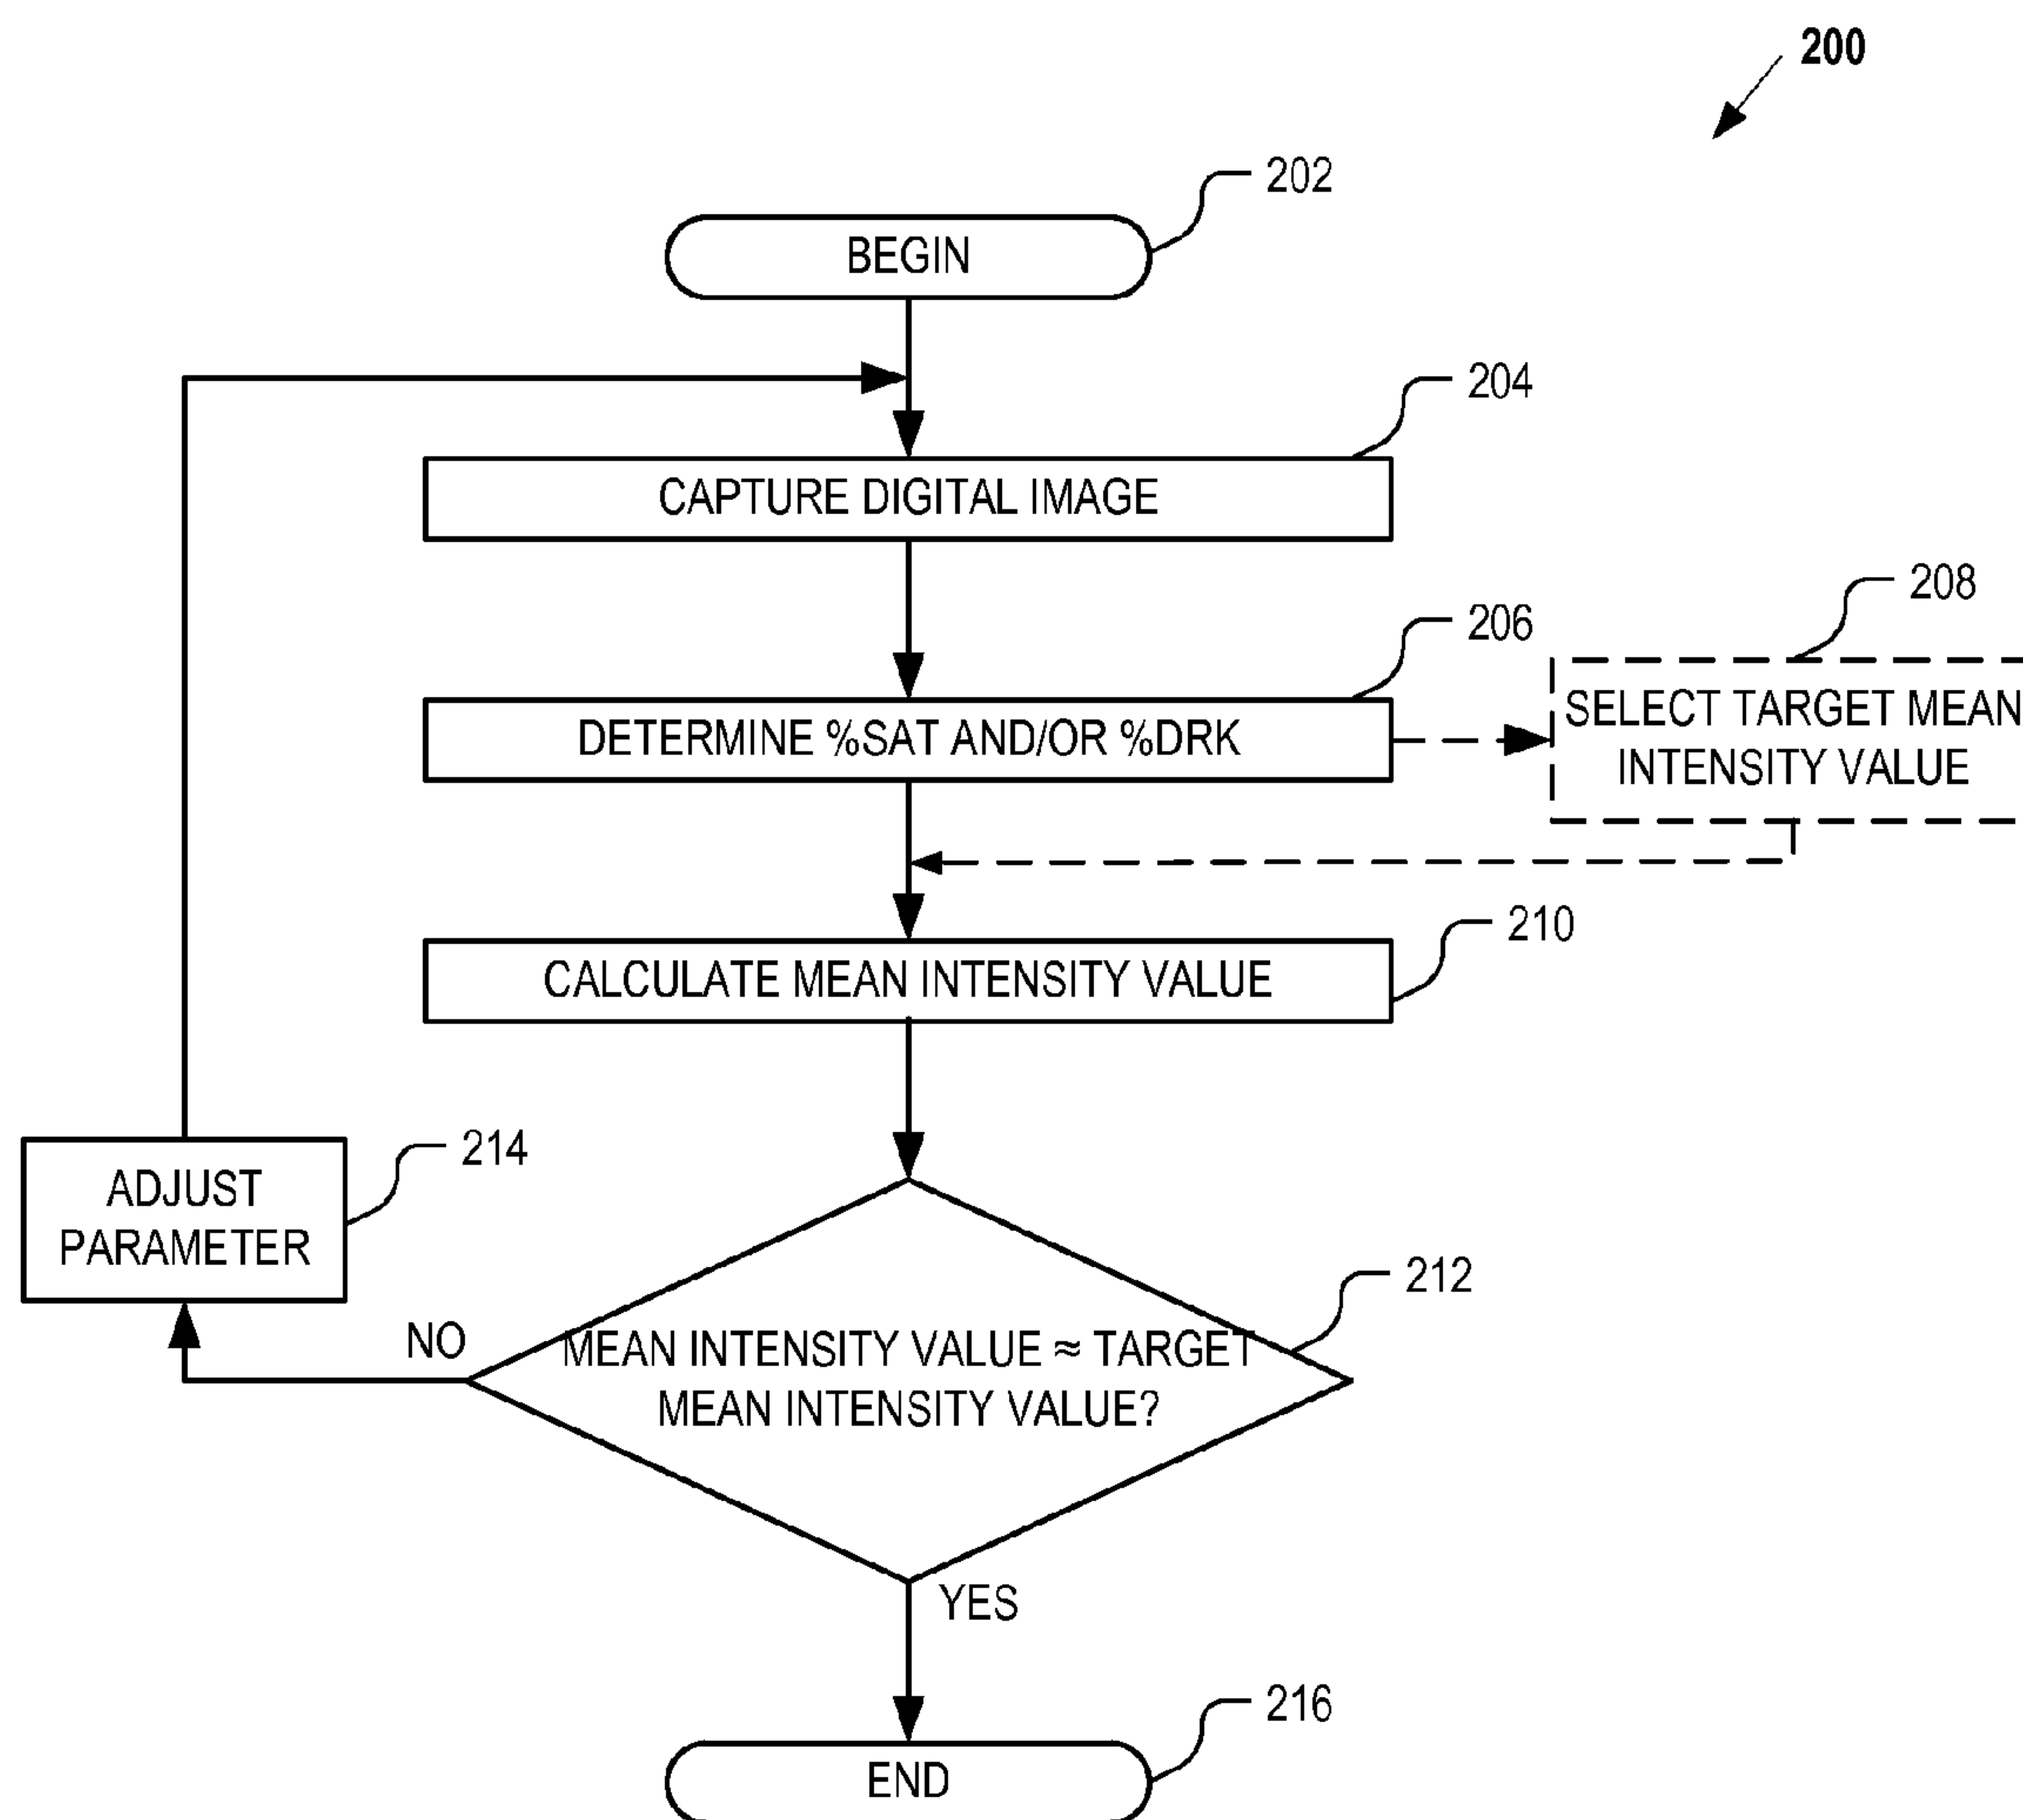 200
202
BEGIN
204
CAPTURE DIGITAL IMAGE
206
DETERMINE %SAT AND/OR %DRK
208
SELECT TARGET MEAN
INTENSITY VALUE
210
CALCULATE MEAN INTENSITY VALUE
214
ADJUST
PARAMETER
212
NO
MEAN INTENSITY VALUE ≈ TARGET
MEAN INTENSITY VALUE?
YES
216
END